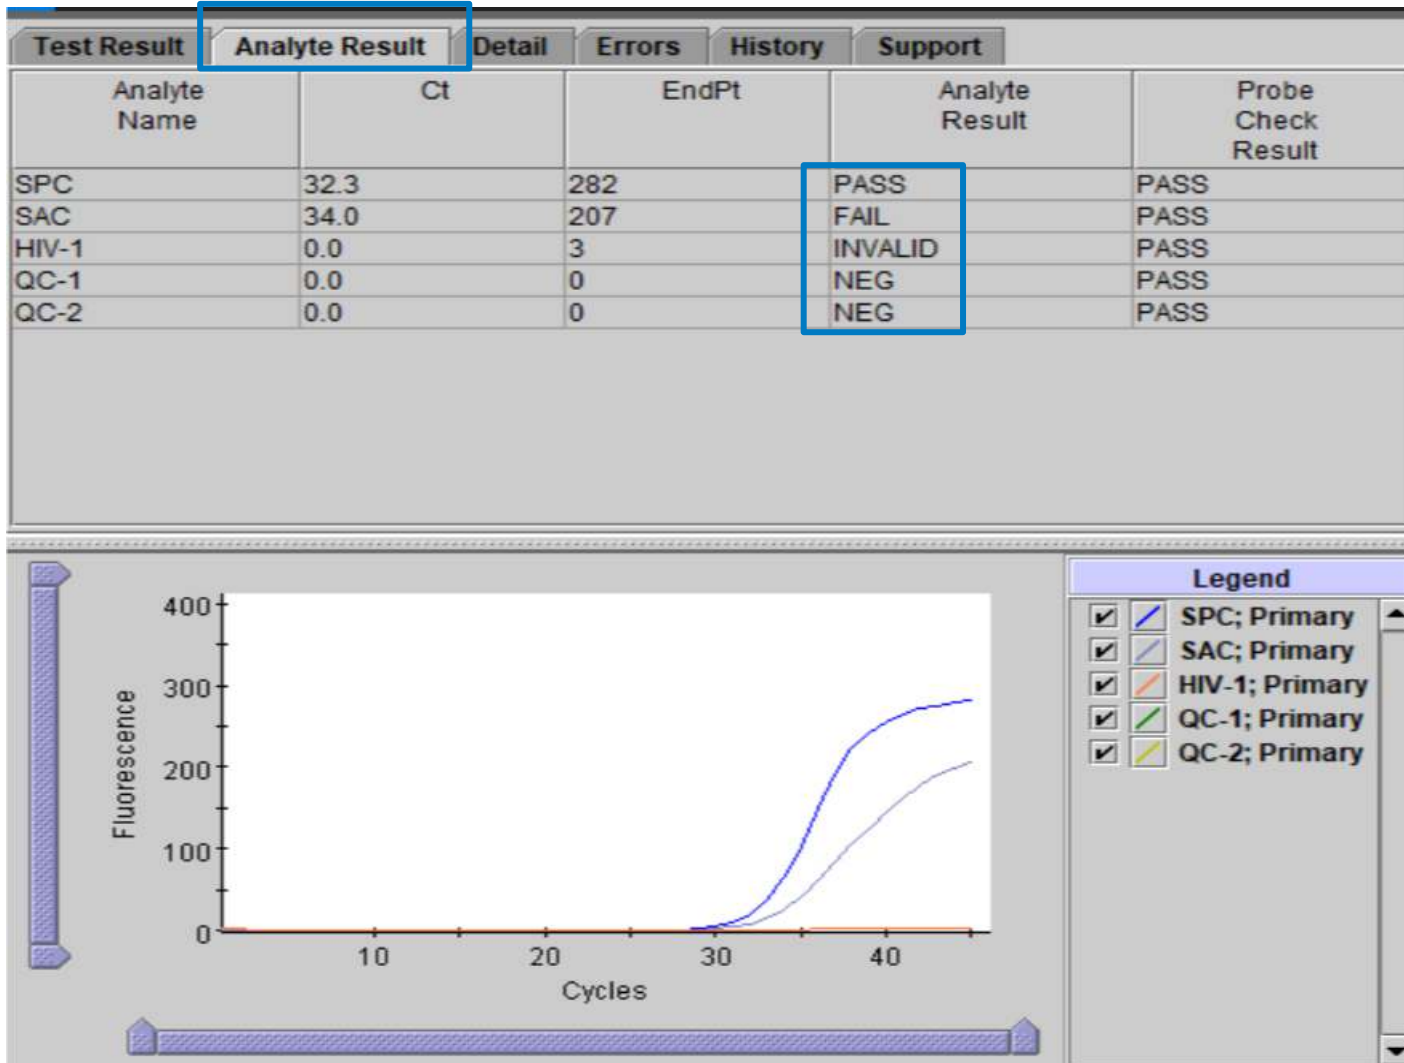 Test Result Analyte Result Detail Errors History Support
Analyte Name Ct EndPt Analyte Result Probe Check Result
SPC 32.3 282 PASS PASS
SAC 34.0 207 FAIL PASS
HIV-1 0.0 3 INVALID PASS
QC-1 0.0 0 NEG PASS
QC-2 0.0 0 NEG PASS
400
300
200
100
0
Fluorescence
10 20 30 40
Cycles
Legend
SPC; Primary
SAC; Primary
HIV-1; Primary
QC-1; Primary
QC-2; Primary